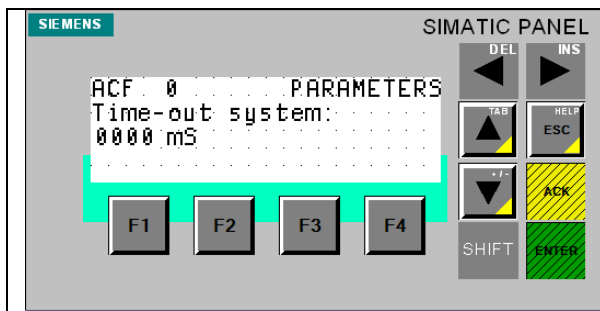 SIEMENS
SIMATIC PANEL
DEL INS
ACF 0 PARAMETERS
Time-out system:
0000 mS
TAB HELP
ESC
+/-
ACK
F1 F2 F3 F4
SHIFT ENTER